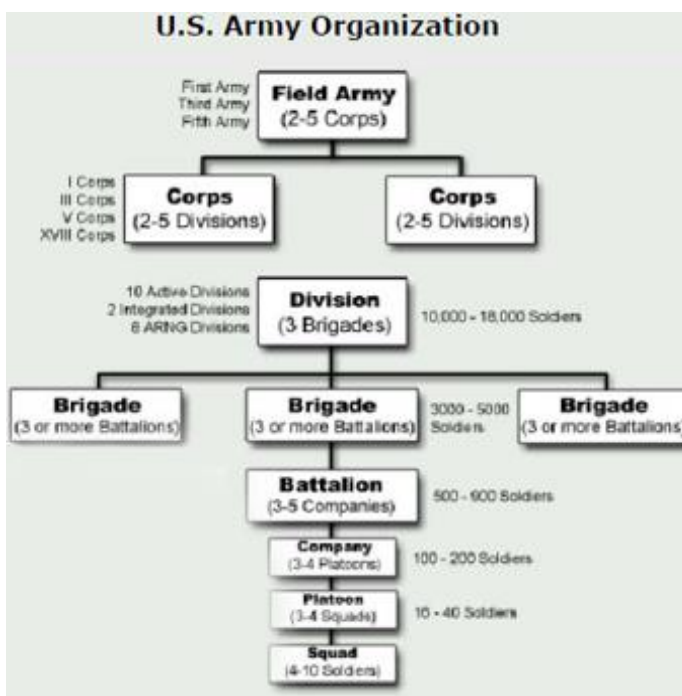 U.S. Army Organization
First Army
Third Army
Fifth Army
Field Army
(2-5 Corps)
I Corps
III Corps
V Corps
XVIII Corps
Corps
(2-5 Divisions)
Corps
(2-5 Divisions)
10 Active Divisions
2 Integrated Divisions
6 ARNG Divisions
Division
(3 Brigades)
10,000 - 18,000 Soldiers
Brigade
(3 or more Battalions)
Brigade
(3 or more Battalions)
3000 - 5000
Soldiers
Brigade
(3 or more Battalions)
Battalion
(3-5 Companies)
500 - 900 Soldiers
Company
(3-4 Platoons)
100 - 200 Soldiers
Platoon
(3-4 Squads)
16 - 40 Soldiers
Squad
(4-10 Soldiers)